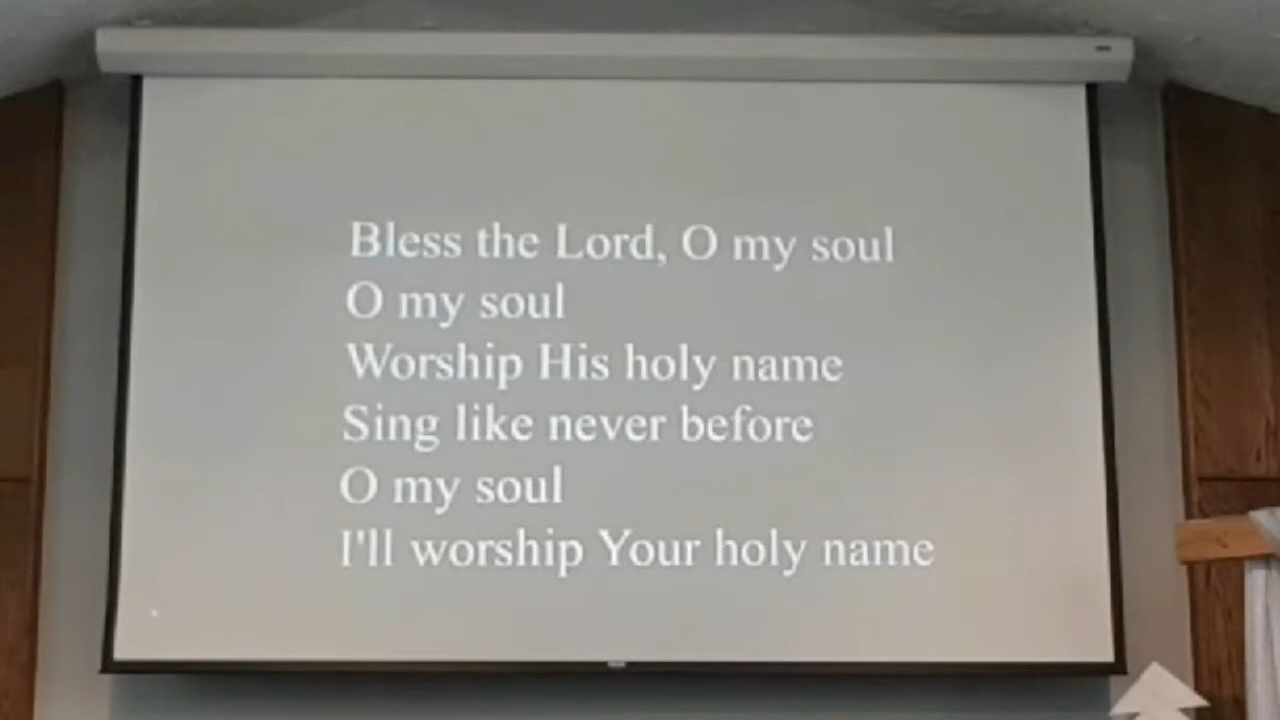 Bless the Lord, O my soul
O my soul
Worship His holy name
Sing like never before
O my soul
I'll worship Your holy name